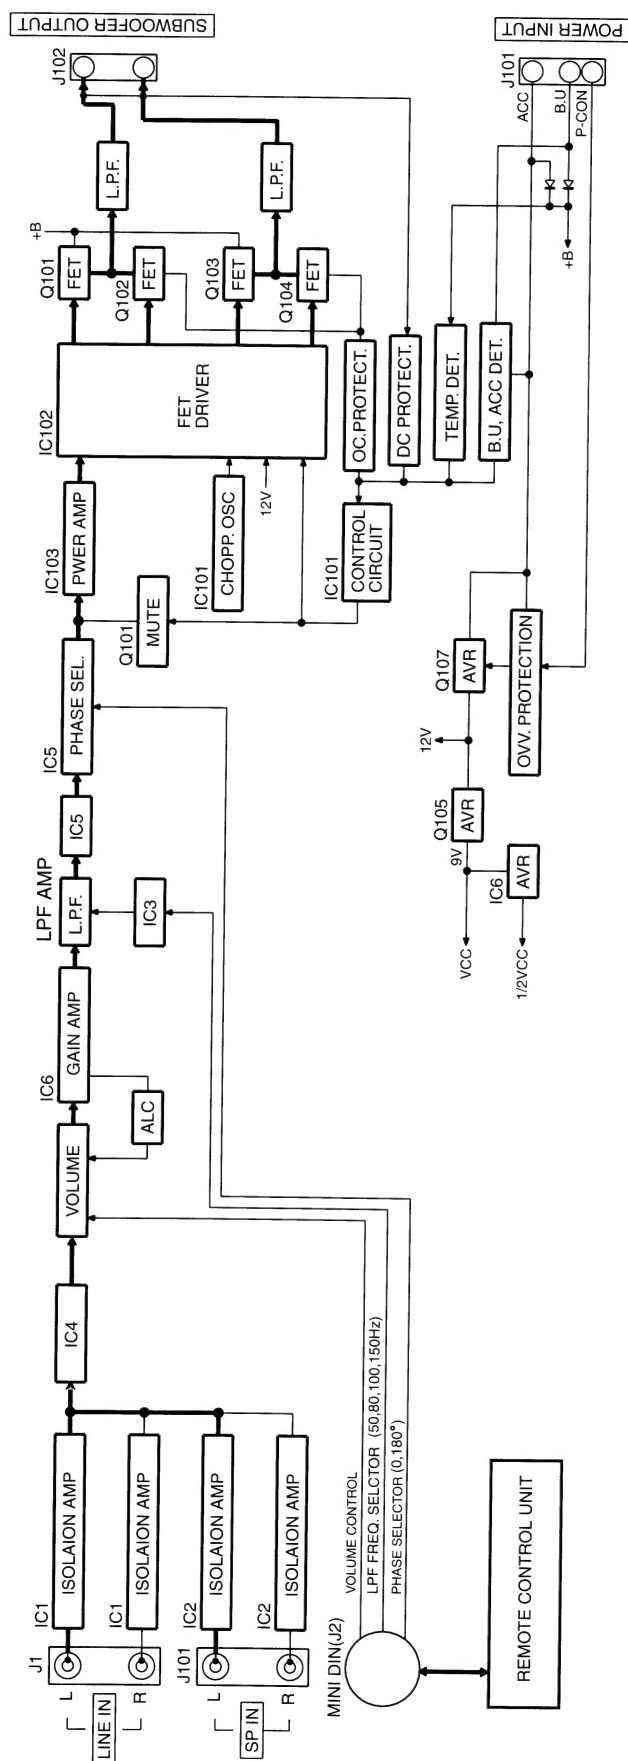 LINE IN
L
R
J1
IC1
ISOLAION AMP
IC1
ISOLAION AMP
SP IN
L
R
J101
IC2
ISOLAION AMP
IC2
ISOLAION AMP
IC4
VOLUME
ALC
IC6
GAIN AMP
LPF AMP
L.P.F.
IC3
IC5
IC5
PHASE SEL.
Q101
MUTE
IC103
PWER AMP
IC101
CHOPP. OSC
12V
IC101
CONTROL
CIRCUIT
IC102
FET
DRIVER
Q101
FET
Q102
FET
Q103
FET
Q104
FET
+B
L.P.F.
L.P.F.
J102
SUBWOOFER OUTPUT
OC.PROTECT.
DC PROTECT.
TEMP. DET.
B.U, ACC DET.
MINI DIN(J2)
VOLUME CONTROL
LPF FREQ. SELCTOR (50,80,100,150Hz)
PHASE SELECTOR (0,180°)
REMOTE CONTROL UNIT
VCC
1/2VCC
9V
IC6
AVR
Q105
AVR
12V
Q107
AVR
OVV. PROTECTION
+B
ACC
B.U
P-CON
J101
POWER INPUT